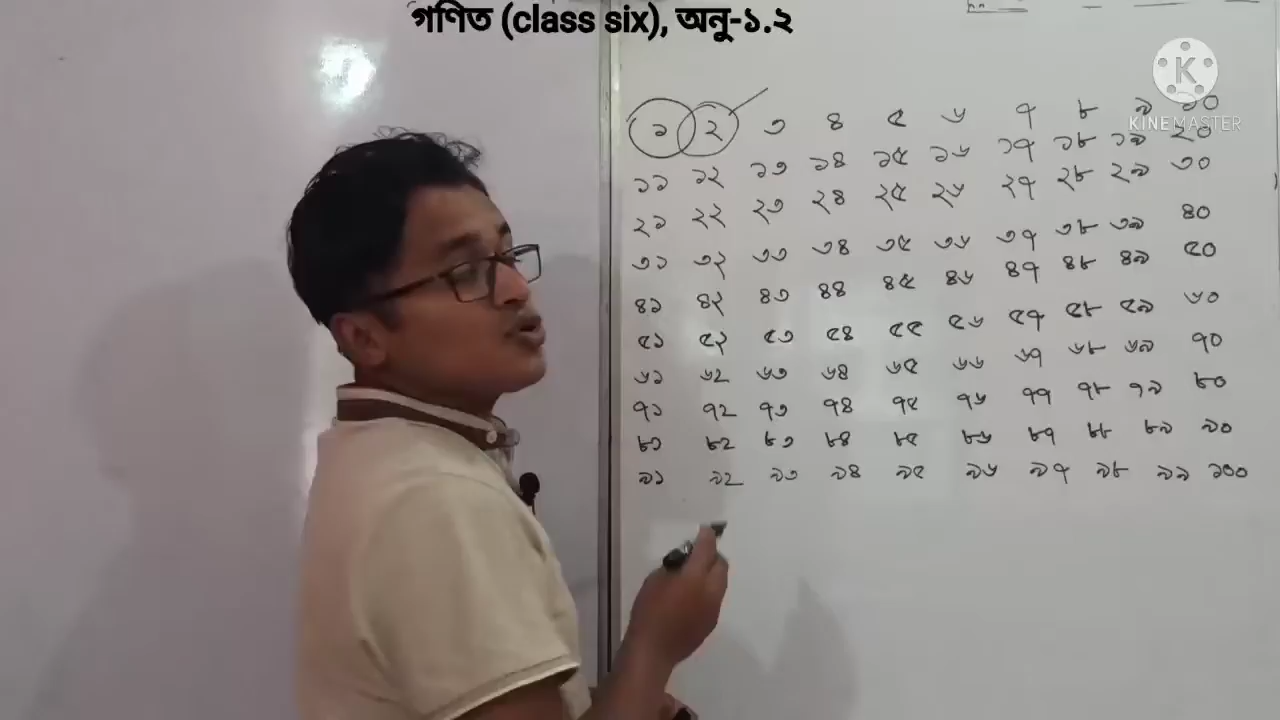 গণিত (class six), অনু-১.২
KINEMASTER
১ ২ ৩ ৪ ৫ ৬ ৭ ৮ ৯ ১০
১১ ১২ ১৩ ১৪ ১৫ ১৬ ১৭ ১৮ ১৯ ২০
২১ ২২ ২৩ ২৪ ২৫ ২৬ ২৭ ২৮ ২৯ ৩০
৩১ ৩২ ৩৩ ৩৪ ৩৫ ৩৬ ৩৭ ৩৮ ৩৯ ৪০
৪১ ৪২ ৪৩ ৪৪ ৪৫ ৪৬ ৪৭ ৪৮ ৪৯ ৫০
৫১ ৫২ ৫৩ ৫৪ ৫৫ ৫৬ ৫৭ ৫৮ ৫৯ ৬০
৬১ ৬২ ৬৩ ৬৪ ৬৫ ৬৬ ৬৭ ৬৮ ৬৯ ৭০
৭১ ৭২ ৭৩ ৭৪ ৭৫ ৭৬ ৭৭ ৭৮ ৭৯ ৮০
৮১ ৮২ ৮৩ ৮৪ ৮৫ ৮৬ ৮৭ ৮৮ ৮৯ ৯০
৯১ ৯২ ৯৩ ৯৪ ৯৫ ৯৬ ৯৭ ৯৮ ৯৯ ১০০